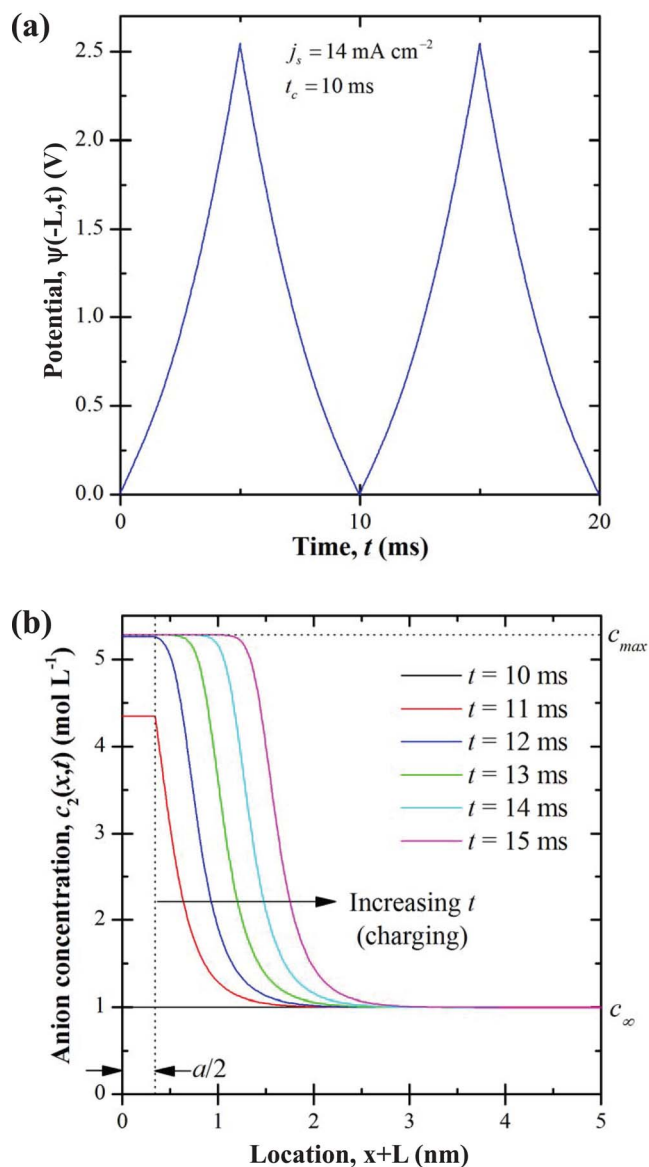 (a)
j_s = 14 mA cm⁻²
t_c = 10 ms
2.5
2.0
1.5
1.0
0.5
0.0
Potential, ψ(-L,t) (V)
0 10 20
Time, t (ms)
(b)
c_max
5
4
3
2
1
0
Anion concentration, c₂(x,t) (mol L⁻¹)
t = 10 ms
t = 11 ms
t = 12 ms
t = 13 ms
t = 14 ms
t = 15 ms
Increasing t
(charging)
c_∞
a/2
0 1 2 3 4 5
Location, x+L (nm)